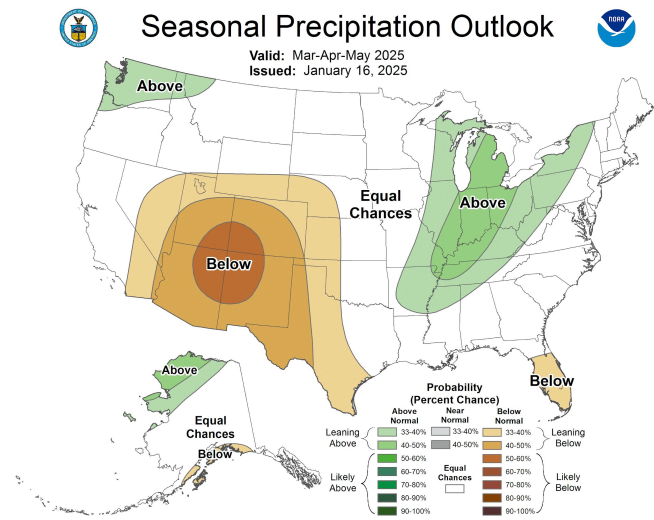 Seasonal Precipitation Outlook
NOAA
Valid: Mar-Apr-May 2025
Issued: January 16, 2025
Above
Equal
Chances
Above
Below
Below
Above
Equal
Chances
Below
Probability
(Percent Chance)
Above
Normal
Near
Normal
Below
Normal
Leaning
Above
33-40%
33-40%
33-40%
Leaning
Below
40-50%
40-50%
40-50%
50-60%
50-60%
60-70%
Equal
Chances
60-70%
Likely
Above
70-80%
70-80%
Likely
Below
80-90%
80-90%
90-100%
90-100%